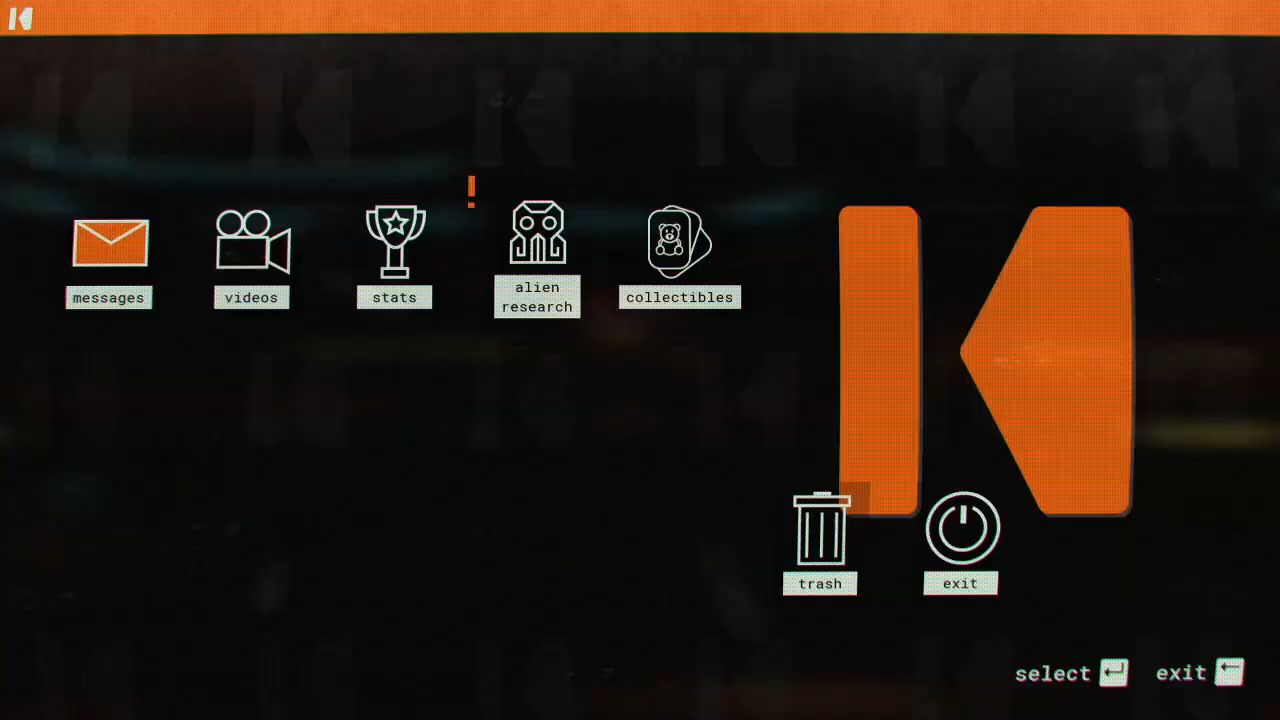 !
messages
videos
stats
alien
research
collectibles
trash
exit
select
exit